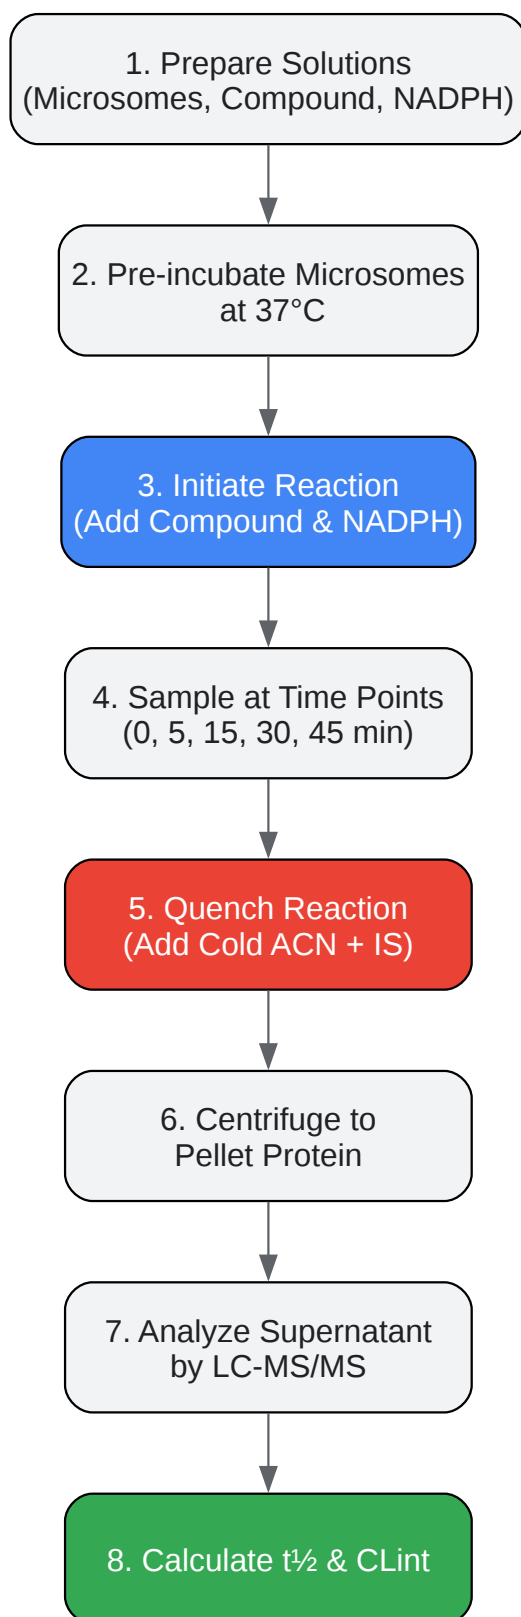 1. Prepare Solutions
(Microsomes, Compound, NADPH)
2. Pre-incubate Microsomes
at 37°C
3. Initiate Reaction
(Add Compound & NADPH)
4. Sample at Time Points
(0, 5, 15, 30, 45 min)
5. Quench Reaction
(Add Cold ACN + IS)
6. Centrifuge to
Pellet Protein
7. Analyze Supernatant
by LC-MS/MS
8. Calculate t½ & CLint